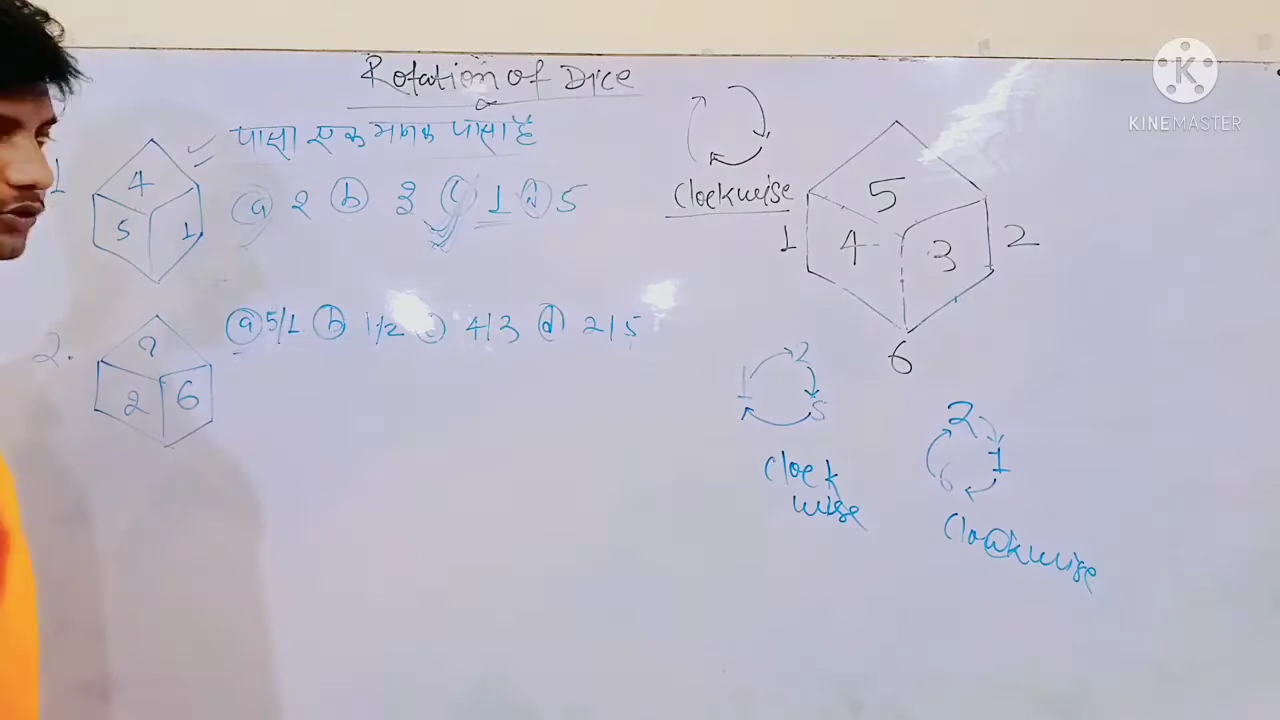 Rotation of Dice
पासा एक मानक पासा है
1
4
5 1
ⓐ 2 ⓑ 3 ⓒ 1 ⓓ 5
2.
?
2 6
ⓐ 5/1 ⓑ 1/2 ⓒ 4/3 ⓓ 2/5
Clockwise
5
1 4 3 2
6
1 2 5
Clock
wise
2 1 6
Clockwise
KINEMASTER